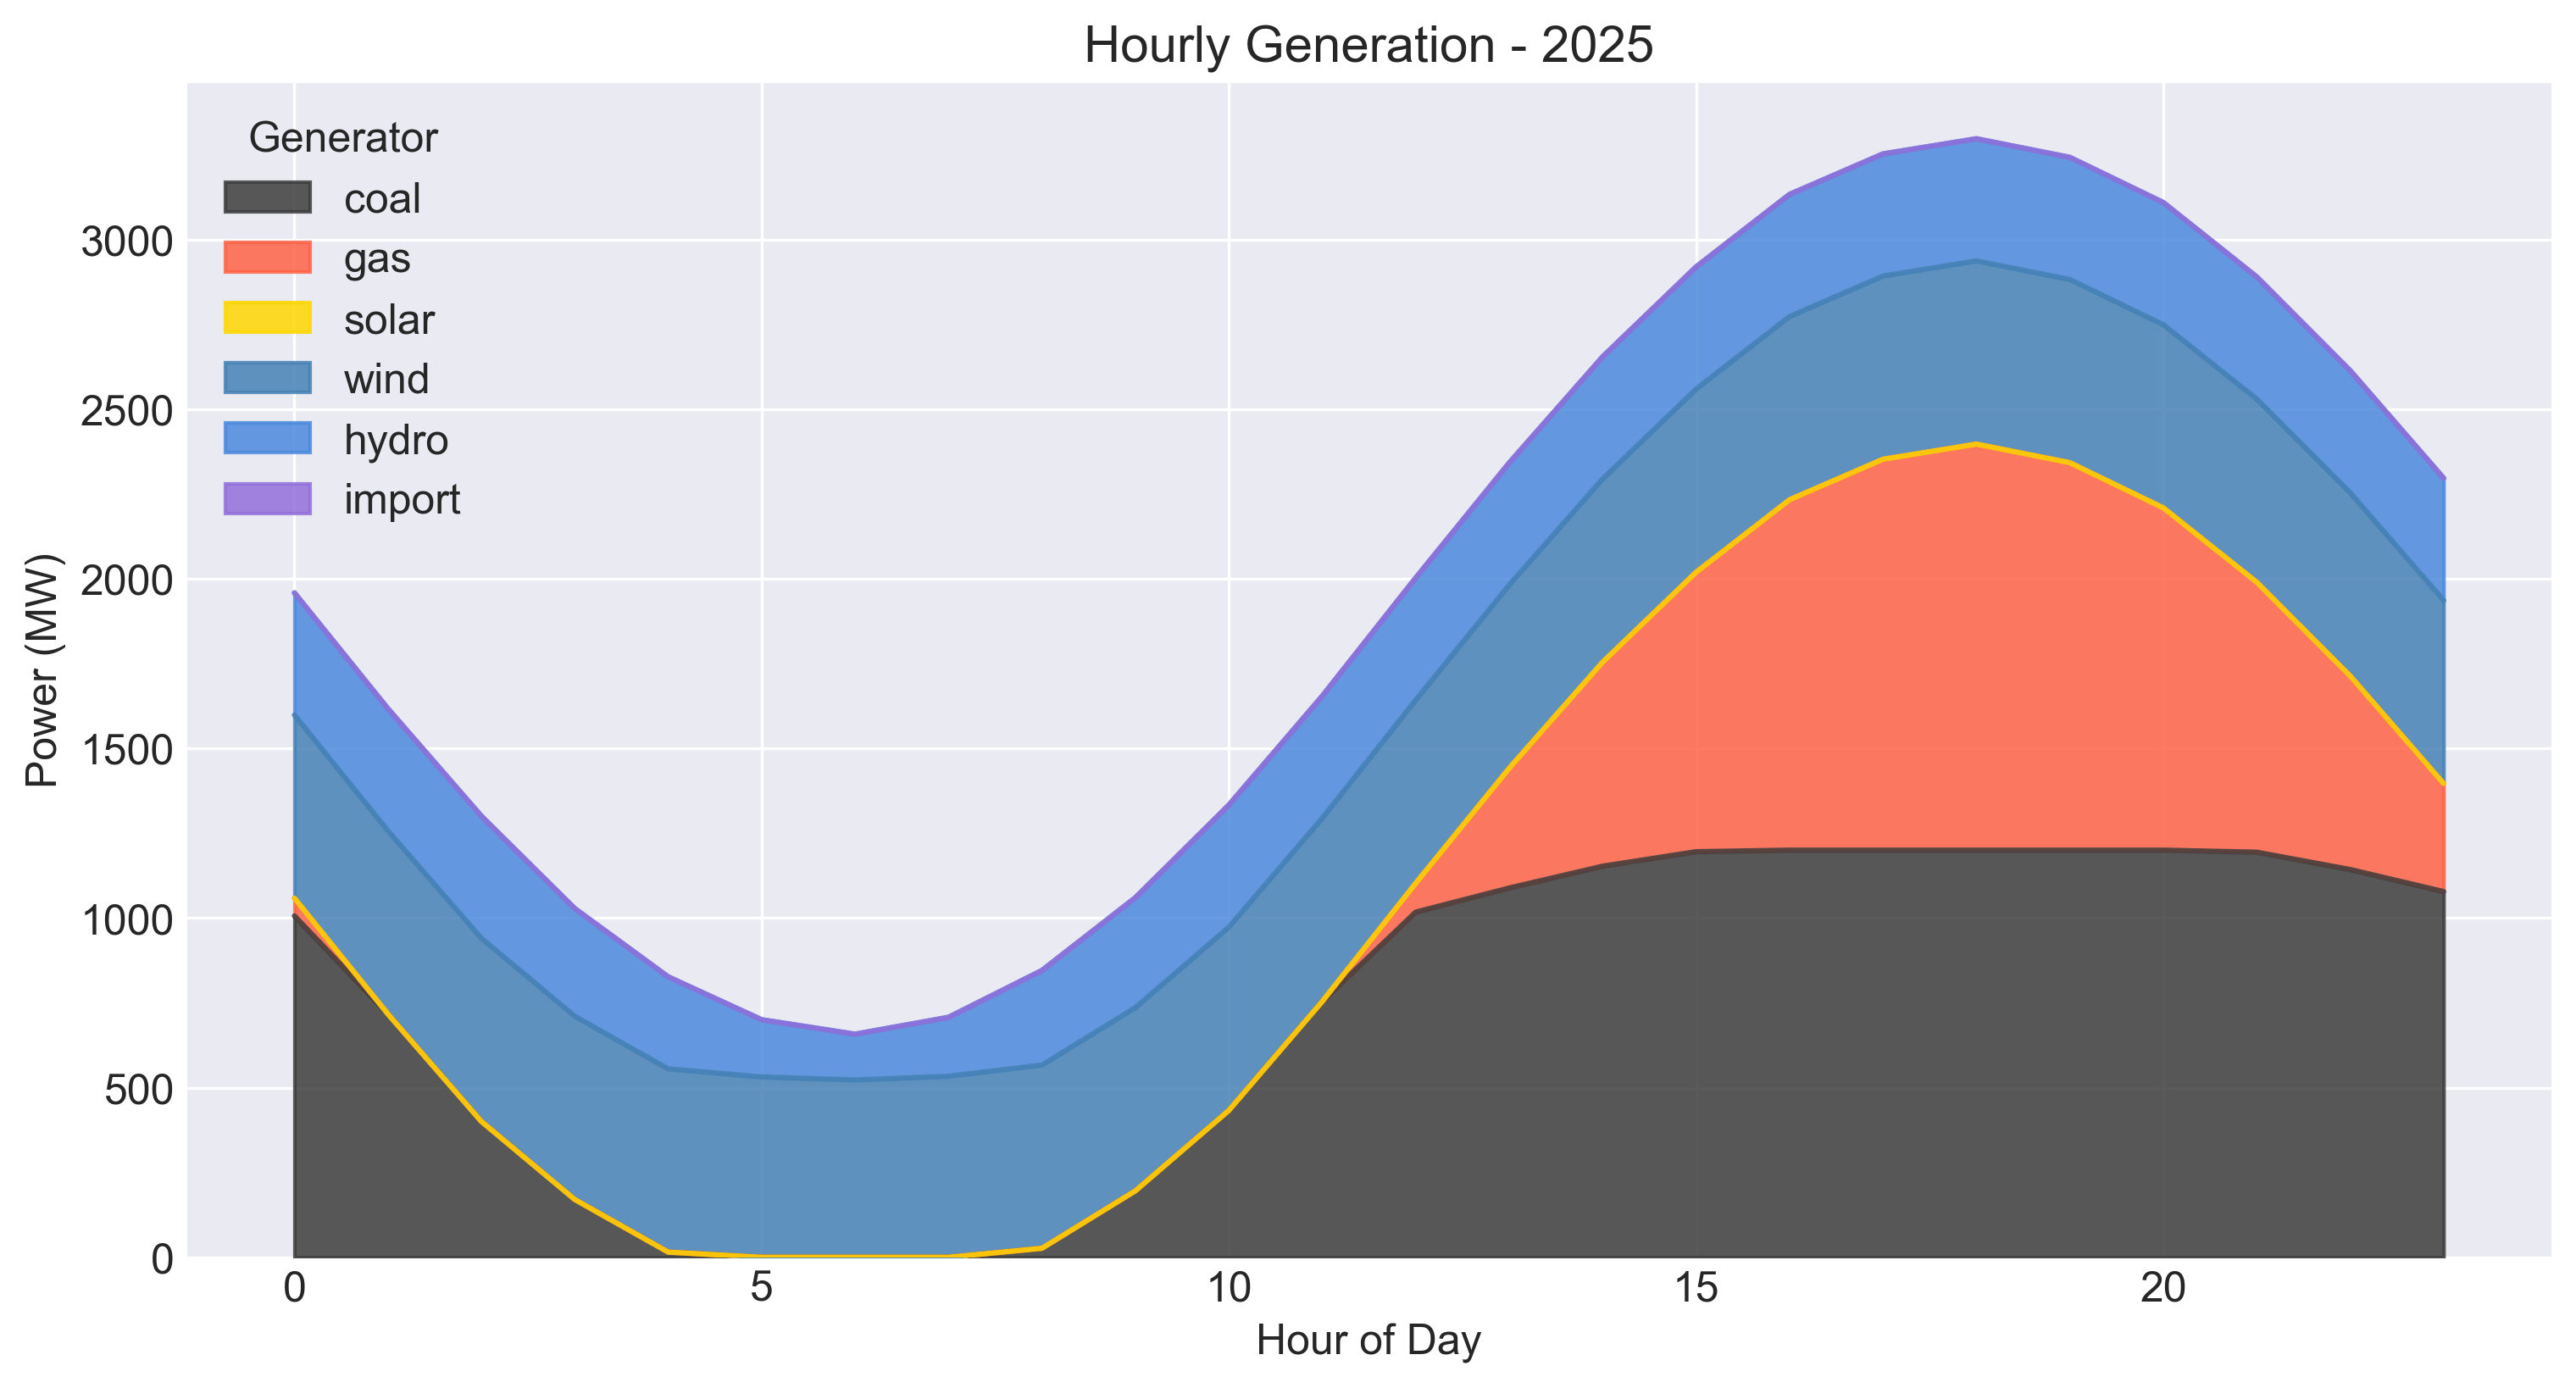 Hourly Generation - 2025
Generator
coal
gas
solar
wind
hydro
import
3000
2500
2000
1500
1000
500
0
Power (MW)
0 5 10 15 20
Hour of Day